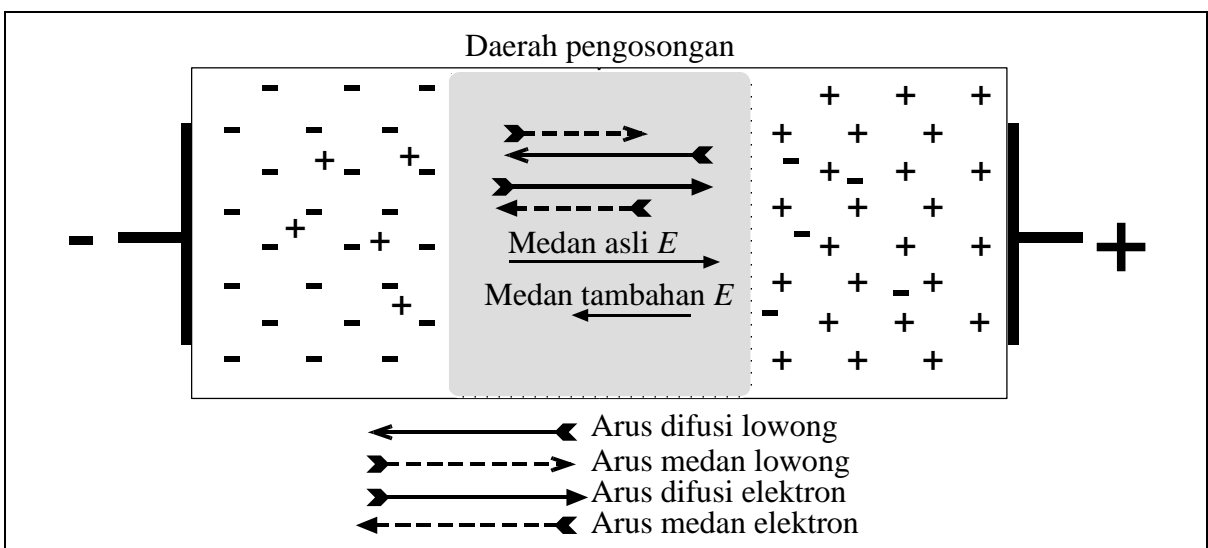 Daerah pengosongan
Medan asli E
Medan tambahan E
Arus difusi lowong
Arus medan lowong
Arus difusi elektron
Arus medan elektron